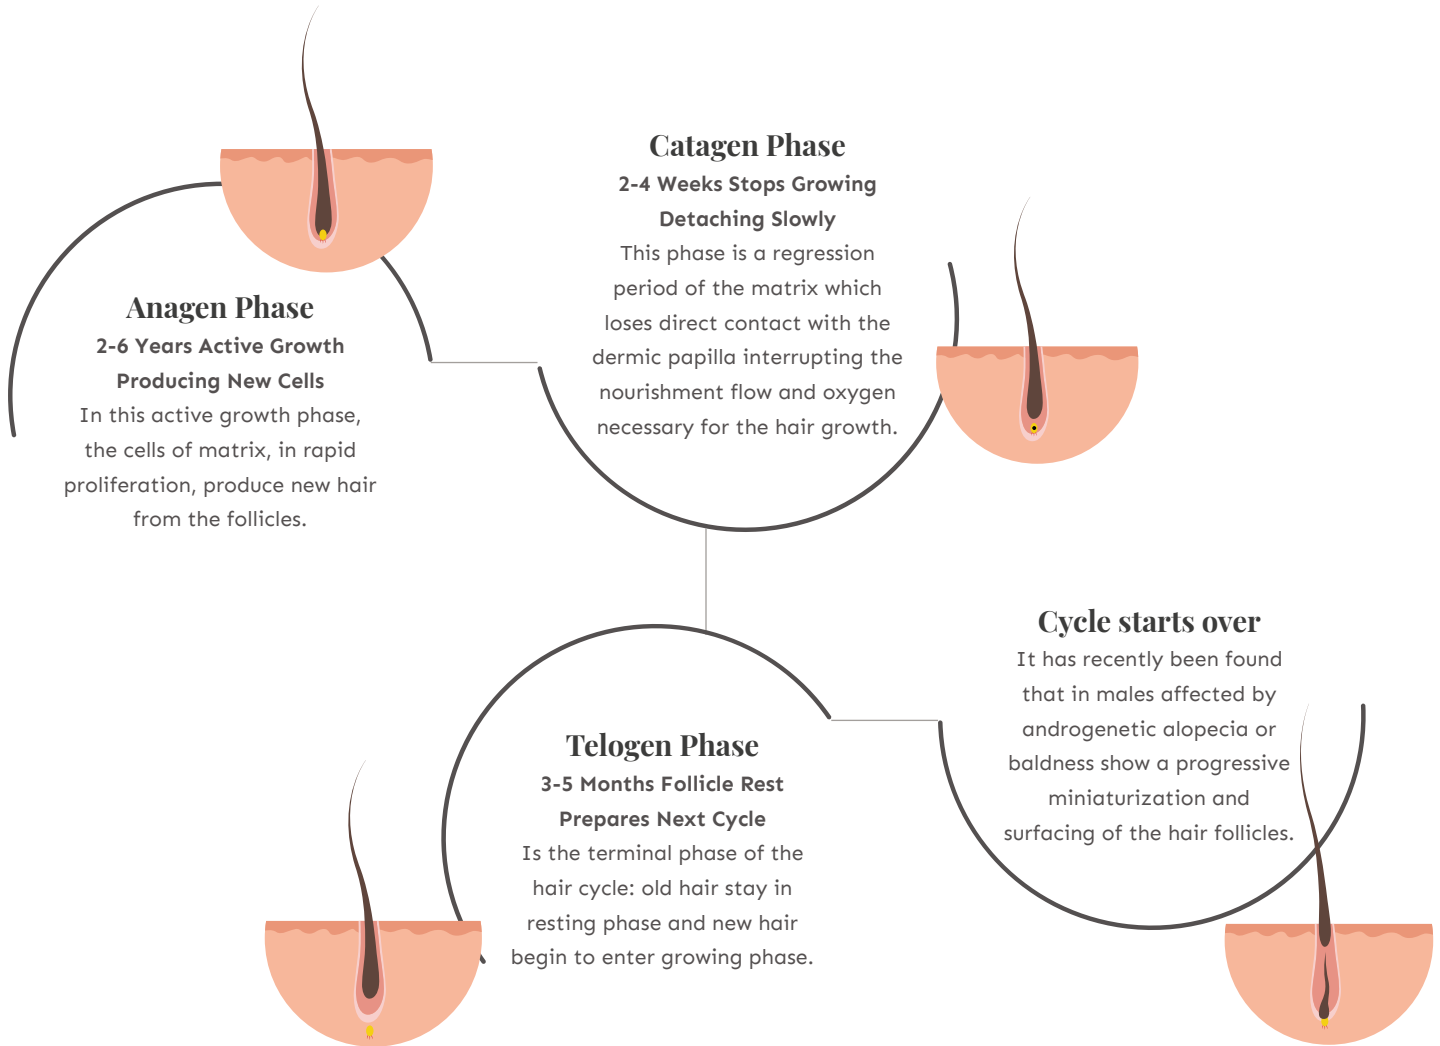 Anagen Phase
2-6 Years Active Growth
Producing New Cells
In this active growth phase,
the cells of matrix, in rapid
proliferation, produce new hair
from the follicles.
Catagen Phase
2-4 Weeks Stops Growing
Detaching Slowly
This phase is a regression
period of the matrix which
loses direct contact with the
dermic papilla interrupting the
nourishment flow and oxygen
necessary for the hair growth.
Telogen Phase
3-5 Months Follicle Rest
Prepares Next Cycle
Is the terminal phase of the
hair cycle: old hair stay in
resting phase and new hair
begin to enter growing phase.
Cycle starts over
It has recently been found
that in males affected by
androgenetic alopecia or
baldness show a progressive
miniaturization and
surfacing of the hair follicles.